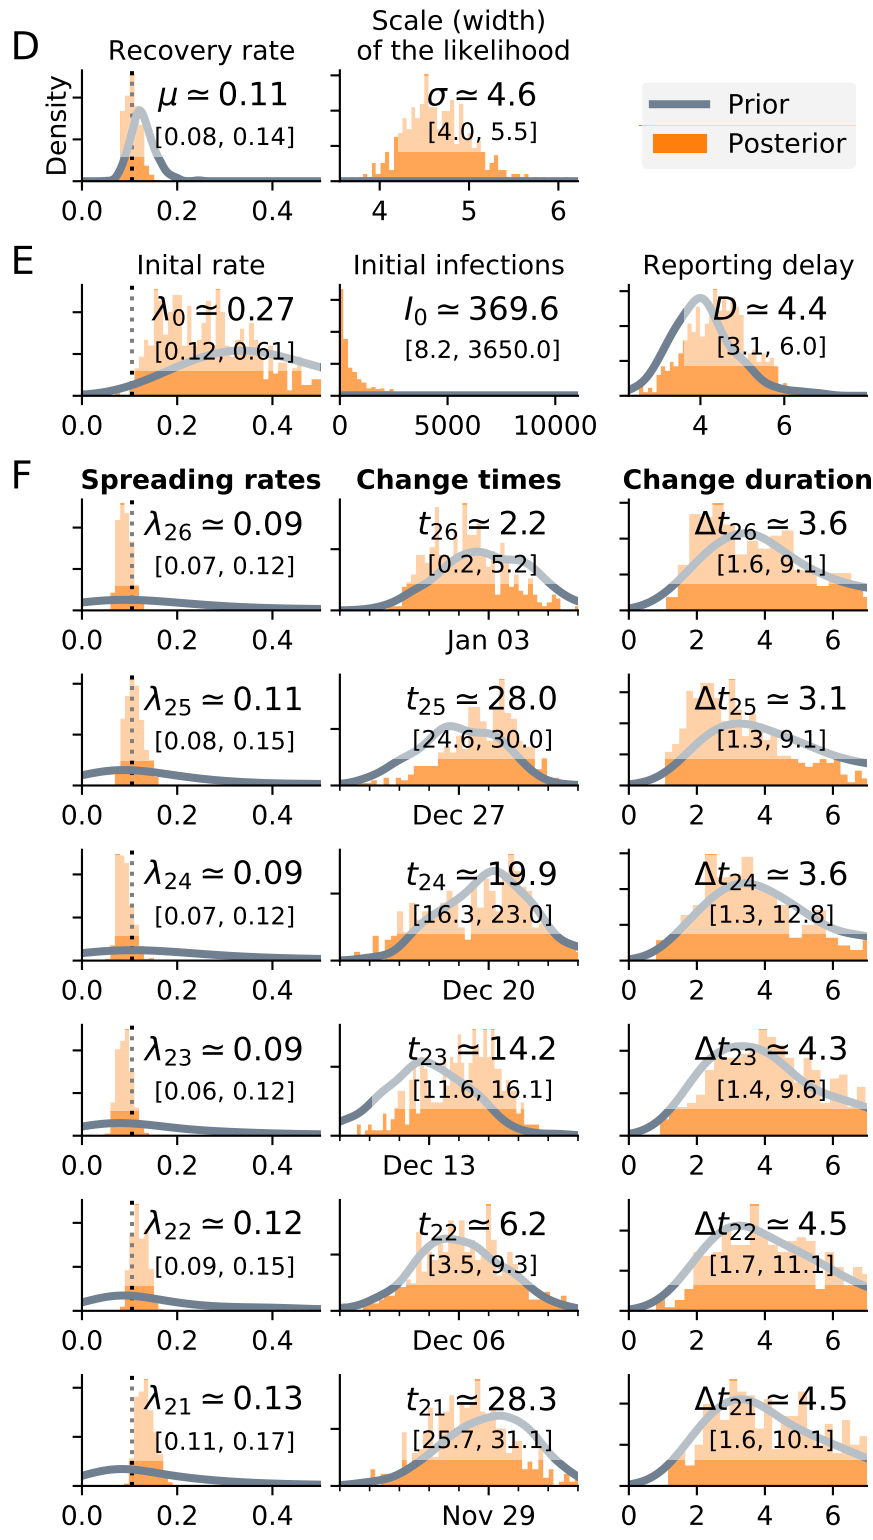 D
Recovery rate
Scale (width)
of the likelihood
Density
μ ≃ 0.11
[0.08, 0.14]
0.0 0.2 0.4
σ ≃ 4.6
[4.0, 5.5]
4 5 6
Prior
Posterior
E
Inital rate
Initial infections
Reporting delay
λ₀ ≃ 0.27
[0.12, 0.61]
0.0 0.2 0.4
I₀ ≃ 369.6
[8.2, 3650.0]
0 5000 10000
D ≃ 4.4
[3.1, 6.0]
4 6
F
Spreading rates
Change times
Change duration
λ₂₆ ≃ 0.09
[0.07, 0.12]
0.0 0.2 0.4
t₂₆ ≃ 2.2
[0.2, 5.2]
Jan 03
Δt₂₆ ≃ 3.6
[1.6, 9.1]
0 2 4 6
λ₂₅ ≃ 0.11
[0.08, 0.15]
0.0 0.2 0.4
t₂₅ ≃ 28.0
[24.6, 30.0]
Dec 27
Δt₂₅ ≃ 3.1
[1.3, 9.1]
0 2 4 6
λ₂₄ ≃ 0.09
[0.07, 0.12]
0.0 0.2 0.4
t₂₄ ≃ 19.9
[16.3, 23.0]
Dec 20
Δt₂₄ ≃ 3.6
[1.3, 12.8]
0 2 4 6
λ₂₃ ≃ 0.09
[0.06, 0.12]
0.0 0.2 0.4
t₂₃ ≃ 14.2
[11.6, 16.1]
Dec 13
Δt₂₃ ≃ 4.3
[1.4, 9.6]
0 2 4 6
λ₂₂ ≃ 0.12
[0.09, 0.15]
0.0 0.2 0.4
t₂₂ ≃ 6.2
[3.5, 9.3]
Dec 06
Δt₂₂ ≃ 4.5
[1.7, 11.1]
0 2 4 6
λ₂₁ ≃ 0.13
[0.11, 0.17]
0.0 0.2 0.4
t₂₁ ≃ 28.3
[25.7, 31.1]
Nov 29
Δt₂₁ ≃ 4.5
[1.6, 10.1]
0 2 4 6